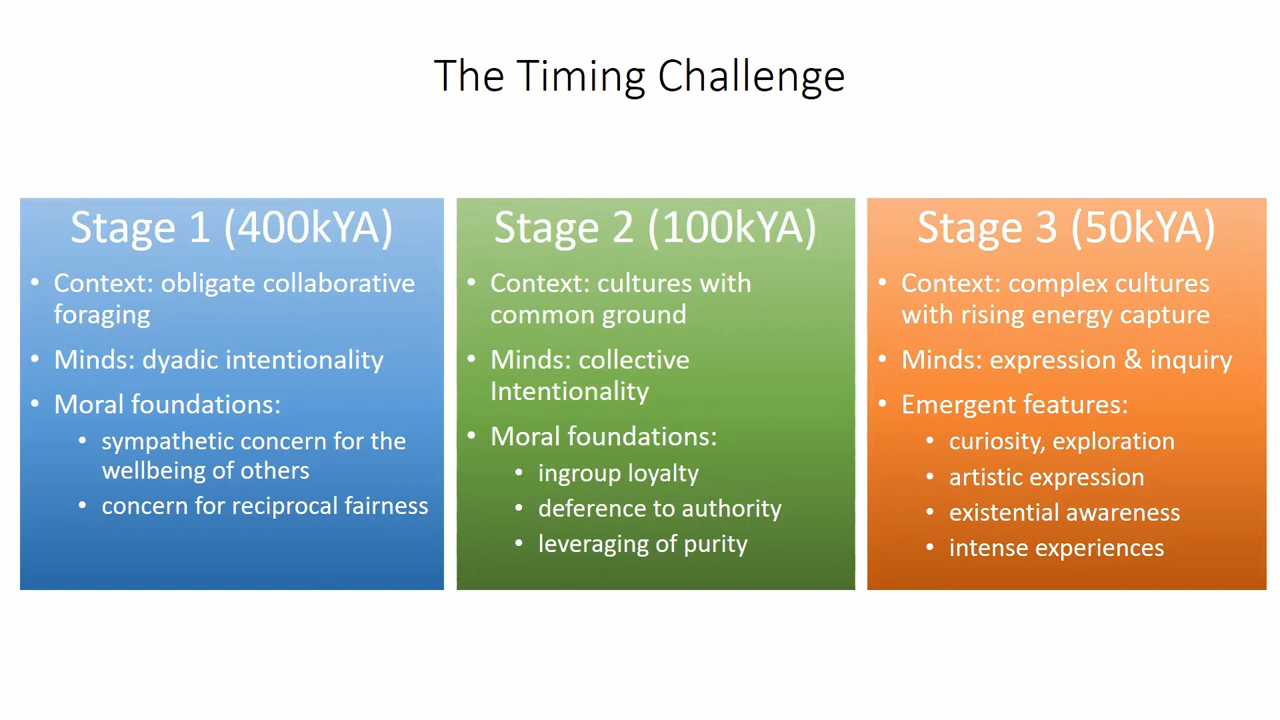 The Timing Challenge
Stage 1 (400kYA)
• Context: obligate collaborative
foraging
• Minds: dyadic intentionality
• Moral foundations:
• sympathetic concern for the
wellbeing of others
• concern for reciprocal fairness
Stage 2 (100kYA)
• Context: cultures with
common ground
• Minds: collective
Intentionality
• Moral foundations:
• ingroup loyalty
• deference to authority
• leveraging of purity
Stage 3 (50kYA)
• Context: complex cultures
with rising energy capture
• Minds: expression & inquiry
• Emergent features:
• curiosity, exploration
• artistic expression
• existential awareness
• intense experiences